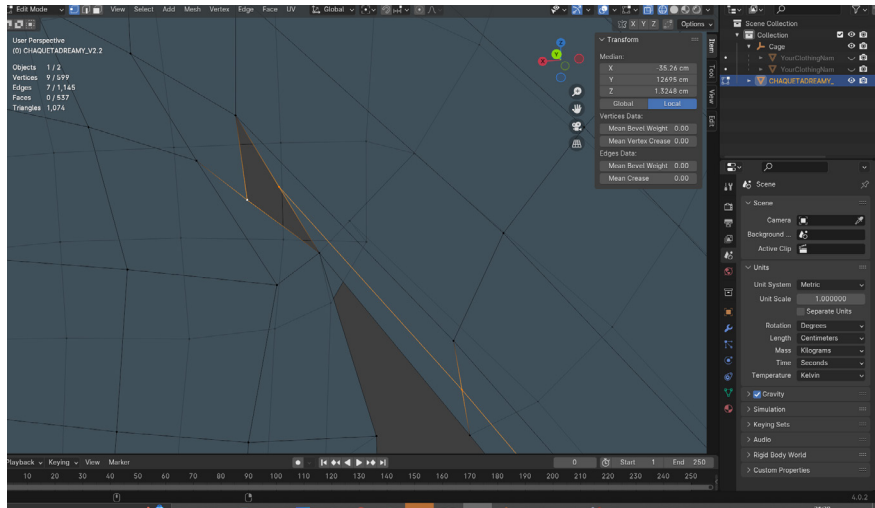 Edit Mode View Select Add Mesh Vertex Edge Face UV Global
X Y Z Options
User Perspective
(0) CHAQUETADREAMY_V2.2
Objects 1/2
Vertices 9/599
Edges 7/1,145
Faces 0/537
Triangles 1,074
Z
Y
X
Transform
Median:
X -35.26 cm
Y 12695 cm
Z 1.3248 cm
Global Local
Vertices Data:
Mean Bevel Weight 0.00
Mean Vertex Crease 0.00
Edges Data:
Mean Bevel Weight 0.00
Mean Crease 0.00
Item
Tool
View
Edit
Scene Collection
Collection
Cage
YourClothingNam
YourClothingNam
CHAQUETADREAMY_
Scene
Scene
Camera
Background ...
Active Clip
Units
Unit System Metric
Unit Scale 1.000000
Separate Units
Rotation Degrees
Length Centimeters
Mass Kilograms
Time Seconds
Temperature Kelvin
Gravity
Simulation
Keying Sets
Audio
Rigid Body World
Custom Properties
Playback Keying View Marker 0 Start 1 End 250
10 20 30 40 50 60 70 80 90 100 110 120 130 140 150 160 170 180 190 200 210 220 230 240 250
4.0.2